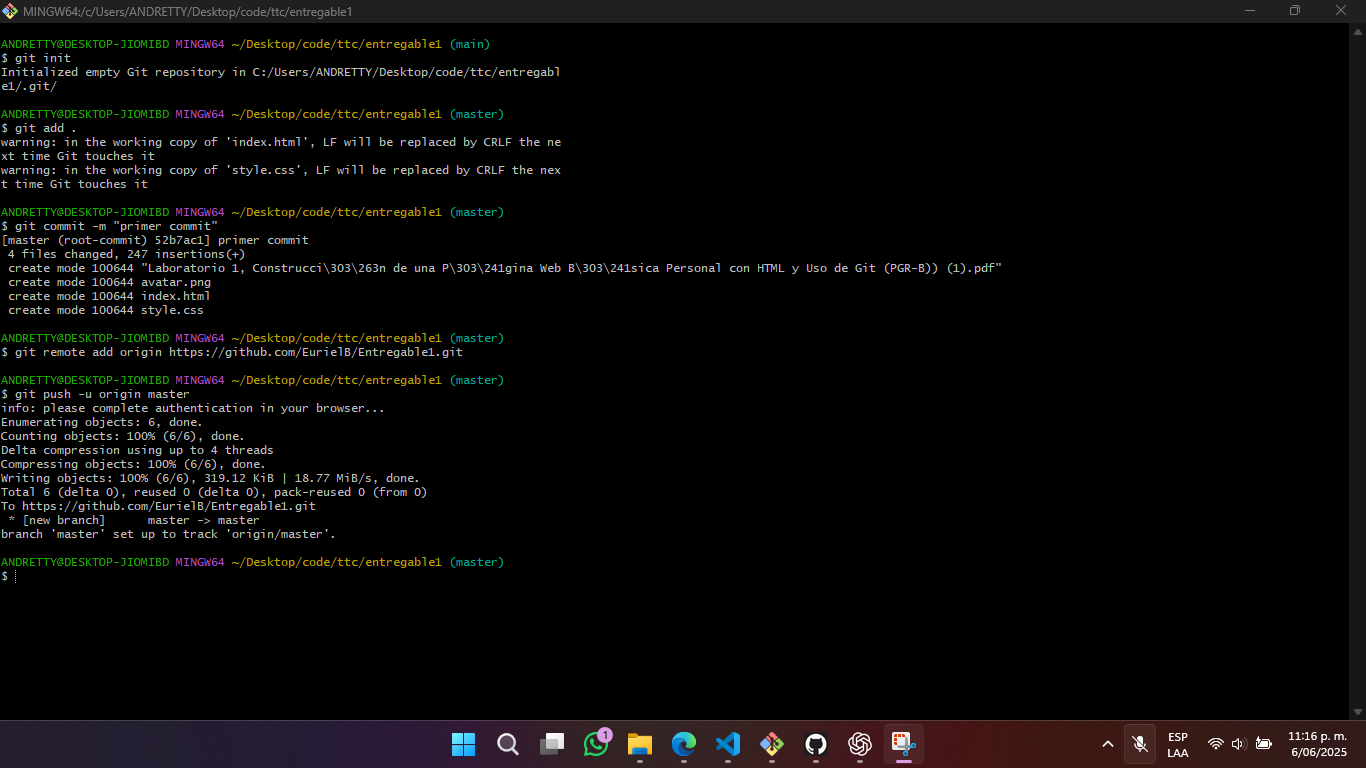 MINGW64:/c/Users/ANDRETTY/Desktop/code/ttc/entregable1
ANDRETTY@DESKTOP-JIOMIBD MINGW64 ~/Desktop/code/ttc/entregable1 (main)
$ git init
Initialized empty Git repository in C:/Users/ANDRETTY/Desktop/code/ttc/entregabl
e1/.git/
ANDRETTY@DESKTOP-JIOMIBD MINGW64 ~/Desktop/code/ttc/entregable1 (master)
$ git add .
warning: in the working copy of 'index.html', LF will be replaced by CRLF the ne
xt time Git touches it
warning: in the working copy of 'style.css', LF will be replaced by CRLF the nex
t time Git touches it
ANDRETTY@DESKTOP-JIOMIBD MINGW64 ~/Desktop/code/ttc/entregable1 (master)
$ git commit -m "primer commit"
[master (root-commit) 52b7ac1] primer commit
 4 files changed, 247 insertions(+)
 create mode 100644 "Laboratorio 1, Construcci\303\263n de una P\303\241gina Web B\303\241sica Personal con HTML y Uso de Git (PGR-B)) (1).pdf"
 create mode 100644 avatar.png
 create mode 100644 index.html
 create mode 100644 style.css
ANDRETTY@DESKTOP-JIOMIBD MINGW64 ~/Desktop/code/ttc/entregable1 (master)
$ git remote add origin https://github.com/EurielB/Entregable1.git
ANDRETTY@DESKTOP-JIOMIBD MINGW64 ~/Desktop/code/ttc/entregable1 (master)
$ git push -u origin master
info: please complete authentication in your browser...
Enumerating objects: 6, done.
Counting objects: 100% (6/6), done.
Delta compression using up to 4 threads
Compressing objects: 100% (6/6), done.
Writing objects: 100% (6/6), 319.12 KiB | 18.77 MiB/s, done.
Total 6 (delta 0), reused 0 (delta 0), pack-reused 0 (from 0)
To https://github.com/EurielB/Entregable1.git
 * [new branch]      master -> master
branch 'master' set up to track 'origin/master'.
ANDRETTY@DESKTOP-JIOMIBD MINGW64 ~/Desktop/code/ttc/entregable1 (master)
$
1
ESP
LAA
11:16 p. m.
6/06/2025